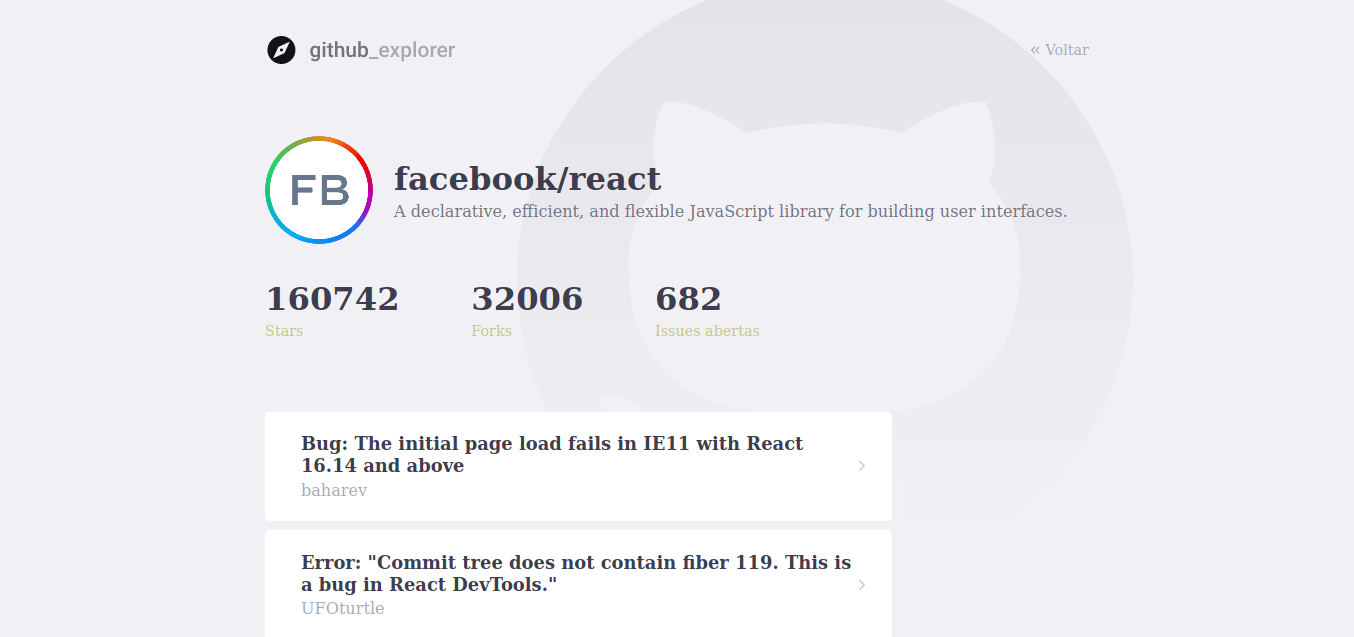 github_explorer
« Voltar
FB
facebook/react
A declarative, efficient, and flexible JavaScript library for building user interfaces.
160742
32006
682
Stars
Forks
Issues abertas
Bug: The initial page load fails in IE11 with React
16.14 and above
baharev
Error: "Commit tree does not contain fiber 119. This is
a bug in React DevTools."
UFOturtle